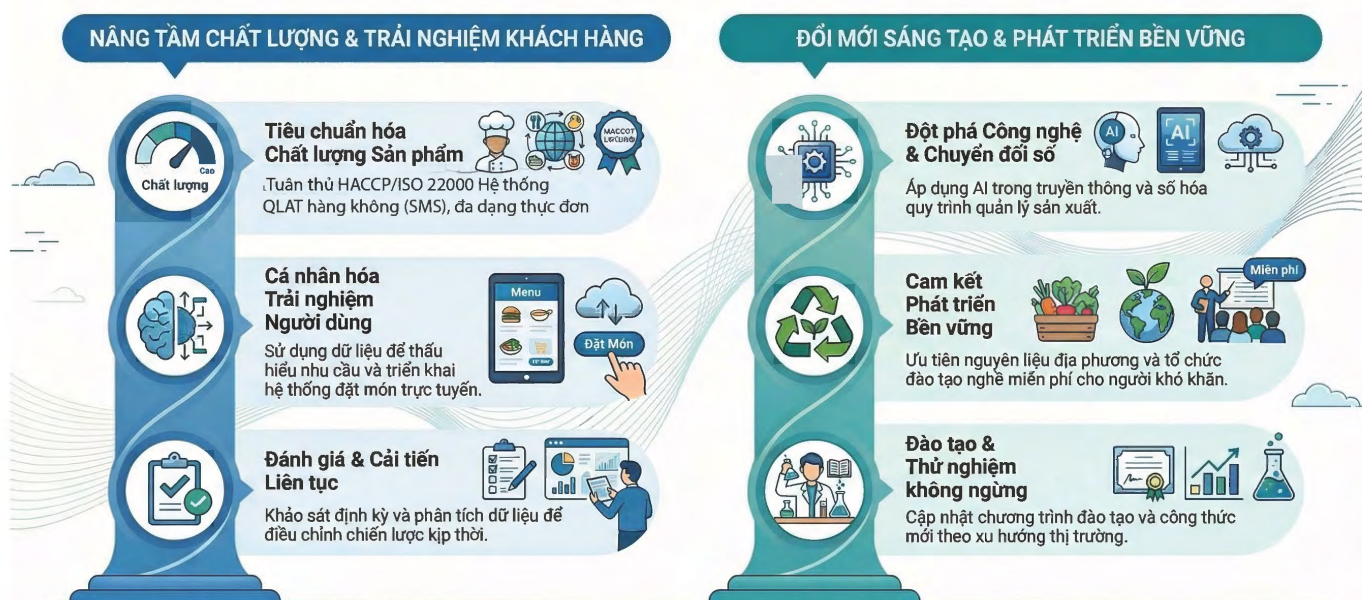 NÂNG TẦM CHẤT LƯỢNG & TRẢI NGHIỆM KHÁCH HÀNG
Cao
Chất lượng
Tiêu chuẩn hóa
Chất lượng Sản phẩm
MACCOT
.Tuân thủ HACCP/ISO 22000 Hệ thống
QLAT hàng không (SMS), đa dạng thực đơn
Cá nhân hóa
Trải nghiệm
Người dùng
Sử dụng dữ liệu để thấu
hiểu nhu cầu và triển khai
hệ thống đặt món trực tuyến.
Menu
Đặt Món
Đánh giá & Cải tiến
Liên tục
Khảo sát định kỳ và phân tích dữ liệu để
điều chỉnh chiến lược kịp thời.
ĐỔI MỚI SÁNG TẠO & PHÁT TRIỂN BỀN VỮNG
Đột phá Công nghệ
& Chuyển đổi số
AI
AI
Áp dụng AI trong truyền thông và số hóa
quy trình quản lý sản xuất.
Cam kết
Phát triển
Bền vững
Miên phí
Ưu tiên nguyên liệu địa phương và tổ chức
đào tạo nghề miễn phí cho người khó khăn.
Đào tạo &
Thử nghiệm
không ngừng
Cập nhật chương trình đào tạo và công thức
mới theo xu hướng thị trường.